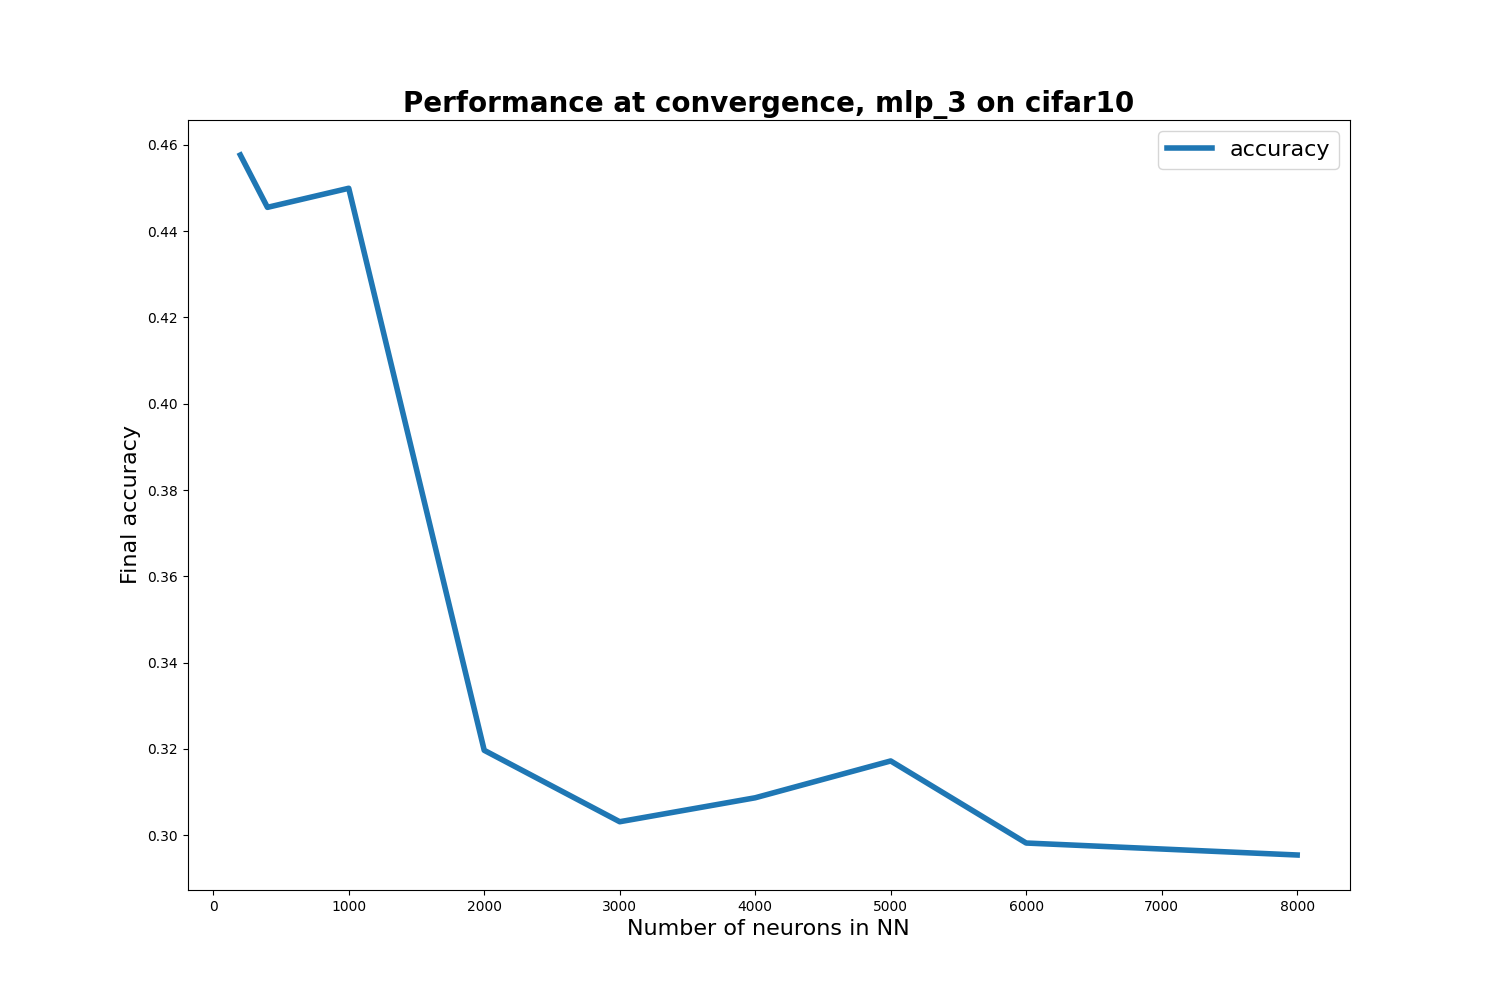 Performance at convergence, mlp_3 on cifar10
accuracy
0.46
0.44
0.42
0.40
0.38
0.36
0.34
0.32
0.30
Final accuracy
0 1000 2000 3000 4000 5000 6000 7000 8000
Number of neurons in NN